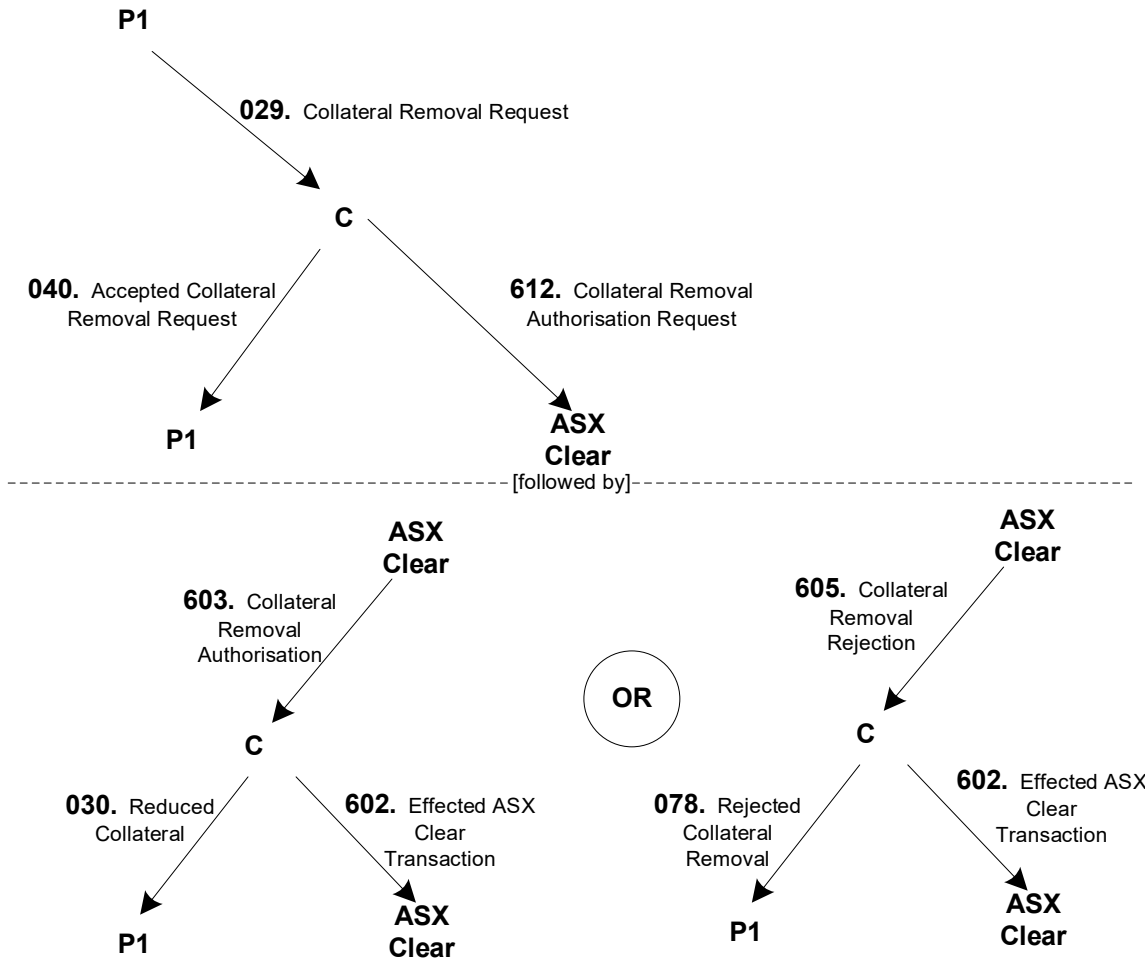 P1
029. Collateral Removal Request
C
040. Accepted Collateral
Removal Request
612. Collateral Removal
Authorisation Request
P1
ASX
Clear
[followed by]
ASX
Clear
603. Collateral
Removal
Authorisation
C
030. Reduced
Collateral
602. Effected ASX
Clear
Transaction
P1
ASX
Clear
OR
ASX
Clear
605. Collateral
Removal
Rejection
C
078. Rejected
Collateral
Removal
602. Effected ASX
Clear
Transaction
P1
ASX
Clear